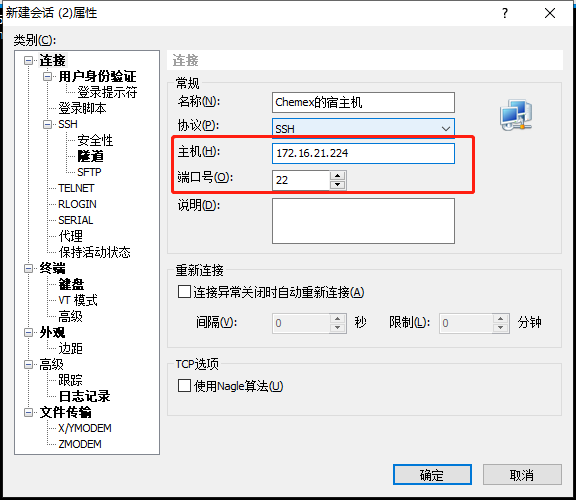 新建会话 (2)属性
类别(C):
连接
用户身份验证
登录提示符
登录脚本
SSH
安全性
隧道
SFTP
TELNET
RLOGIN
SERIAL
代理
保持活动状态
终端
键盘
VT 模式
高级
外观
边距
高级
跟踪
日志记录
文件传输
X/YMODEM
ZMODEM
连接
常规
名称(N):
Chemex的宿主机
协议(P):
SSH
主机(H):
172.16.21.224
端口号(O):
22
说明(D):
重新连接
连接异常关闭时自动重新连接(A)
间隔(V):
0
秒
限制(L):
0
分钟
TCP选项
使用Nagle算法(U)
确定
取消